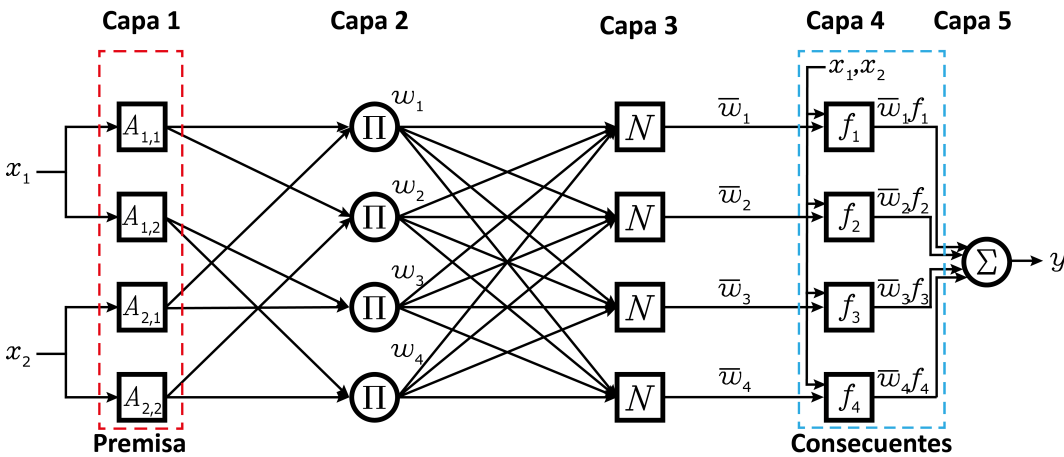 Capa 1
Capa 2
Capa 3
Capa 4
Capa 5
x₁,x₂
x₁
x₂
A₁,₁
A₁,₂
A₂,₁
A₂,₂
Premisa
w₁
w₂
w₃
w₄
Π
Π
Π
Π
N
N
N
N
w̅₁
w̅₂
w̅₃
w̅₄
f₁
f₂
f₃
f₄
w̅₁f₁
w̅₂f₂
w̅₃f₃
w̅₄f₄
Consecuentes
Σ
y